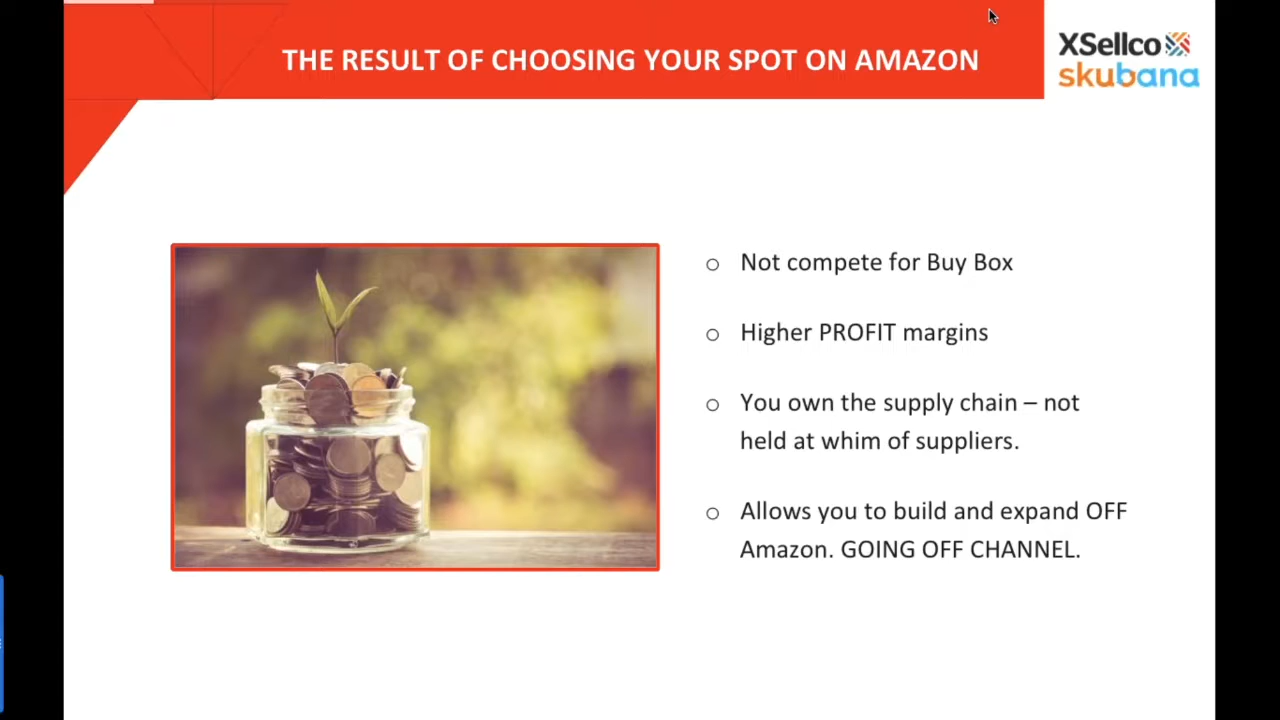 THE RESULT OF CHOOSING YOUR SPOT ON AMAZON
XSellco
skubana
○ Not compete for Buy Box
○ Higher PROFIT margins
○ You own the supply chain – not
held at whim of suppliers.
○ Allows you to build and expand OFF
Amazon. GOING OFF CHANNEL.